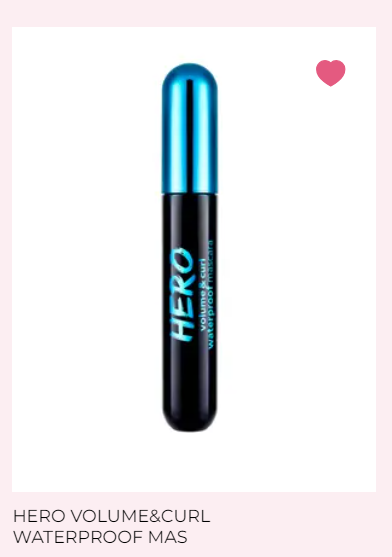 HERO
volume & curl
waterproof mascara
HERO VOLUME&CURL
WATERPROOF MAS